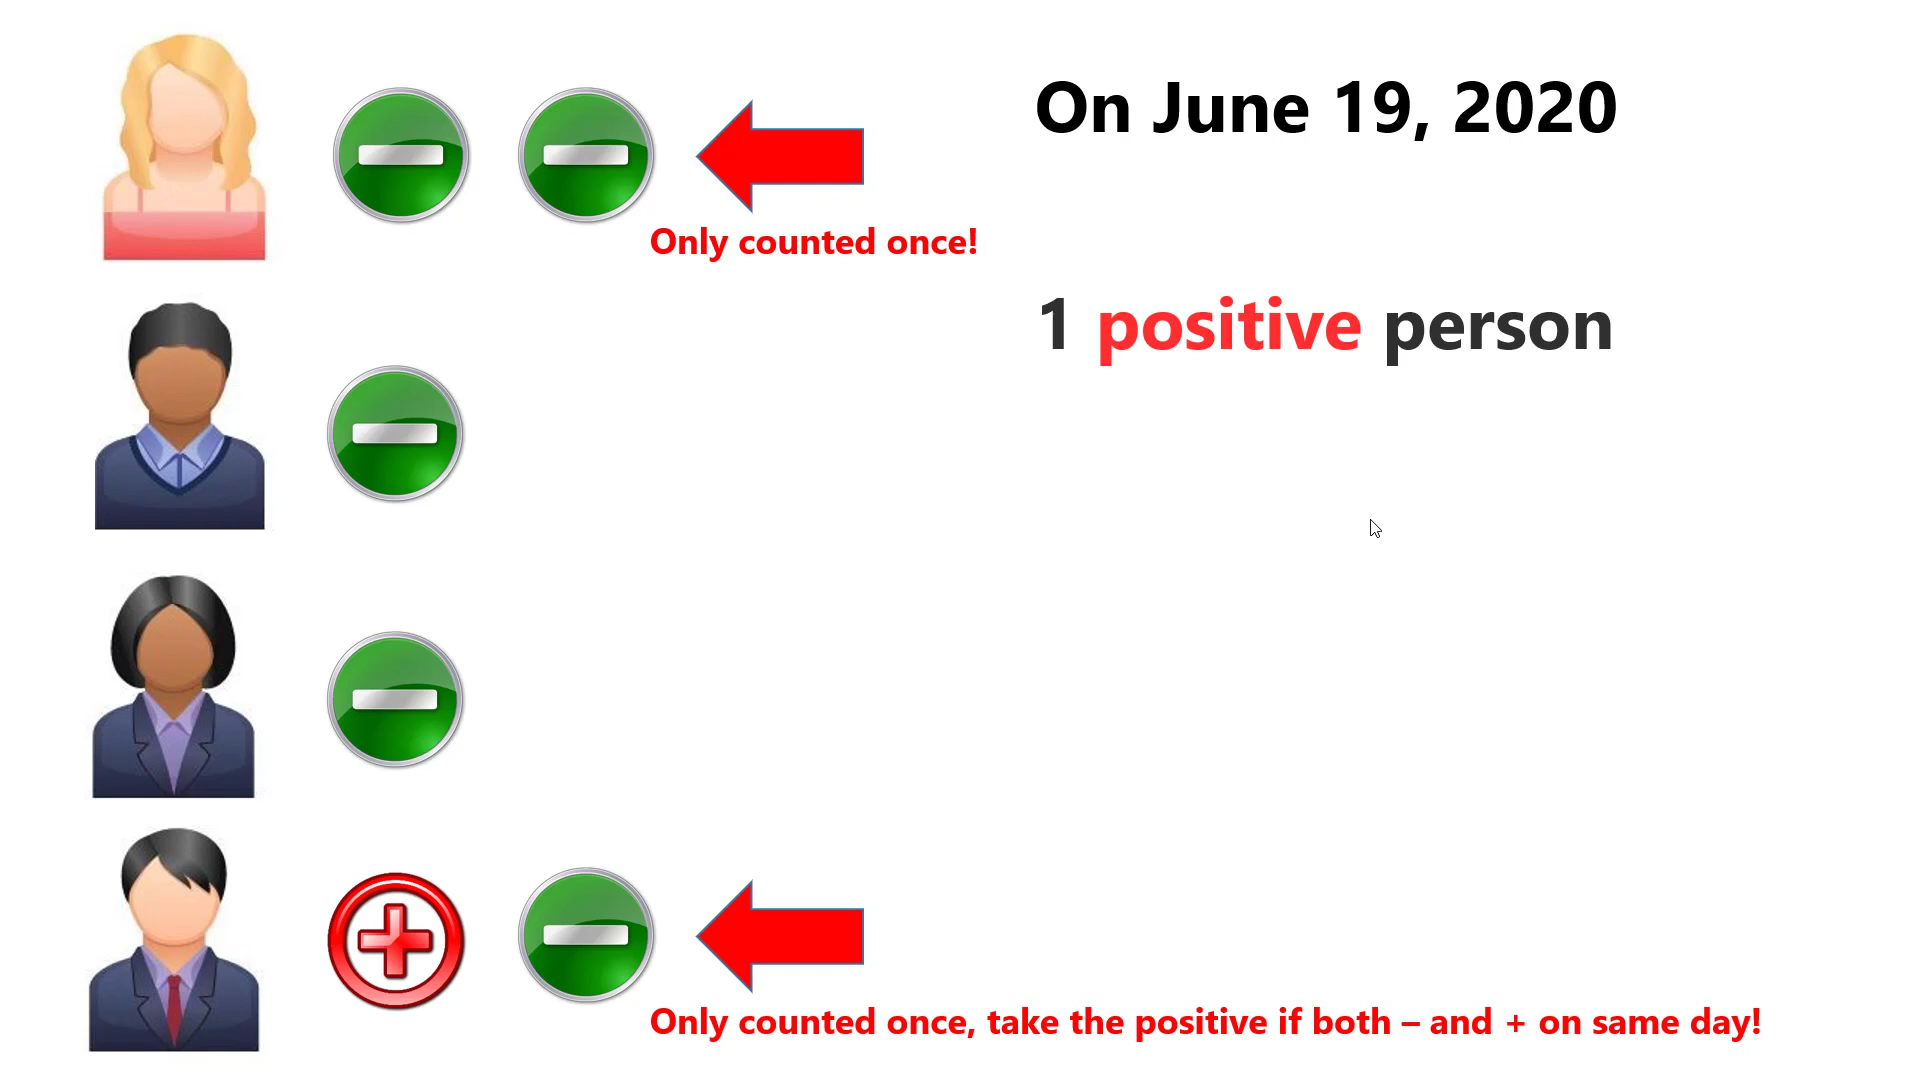 On June 19, 2020
Only counted once!
1 positive person
Only counted once, take the positive if both – and + on same day!